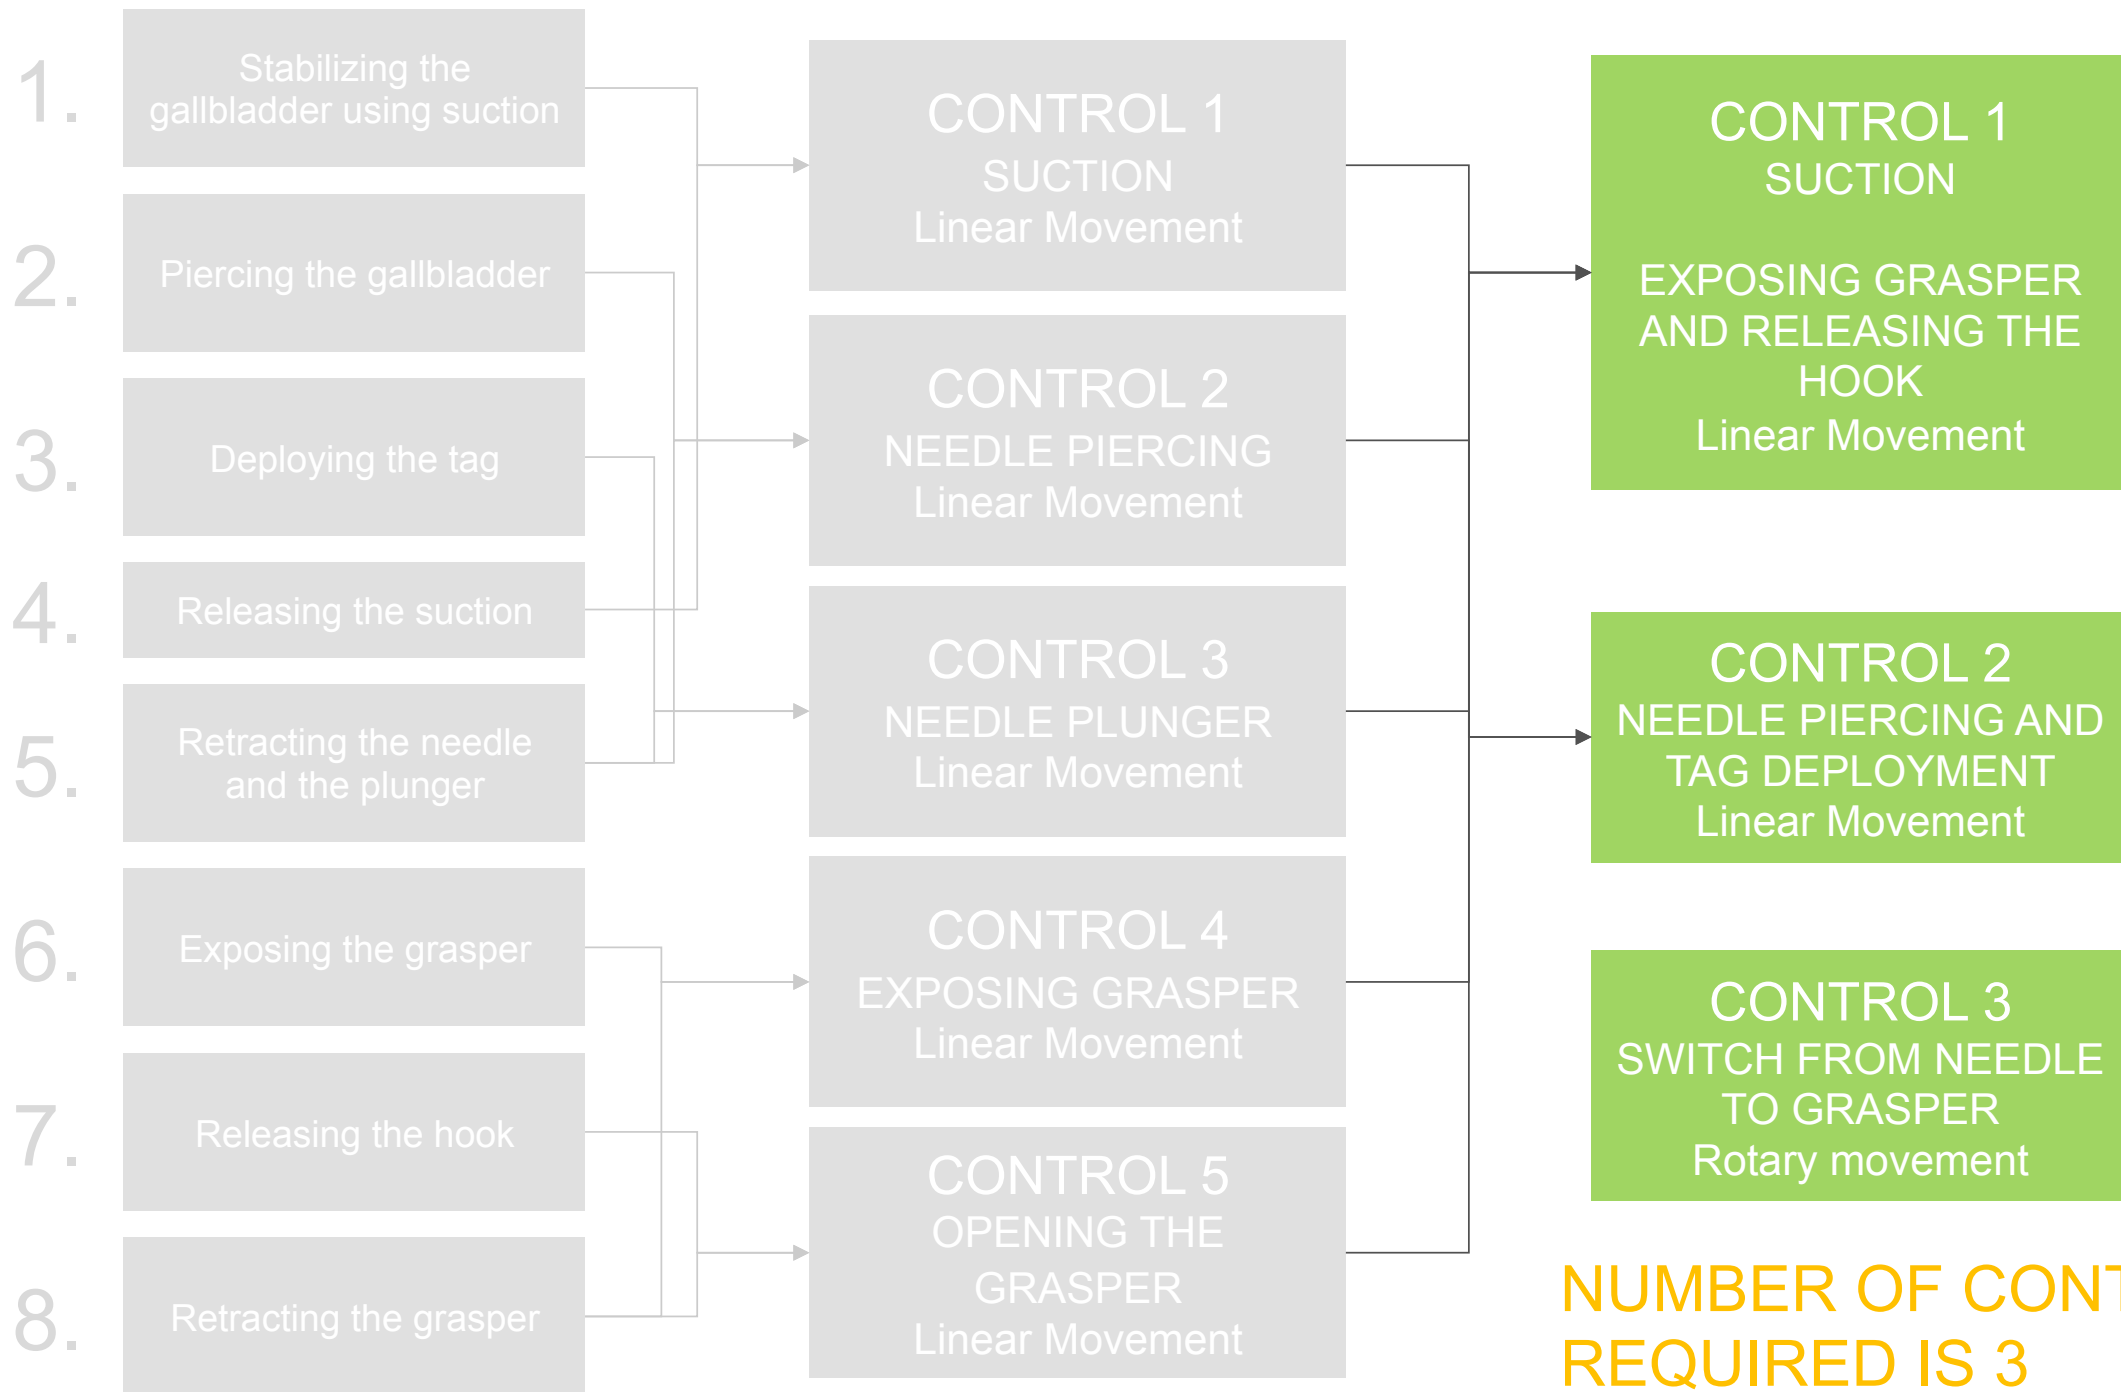 1.
Stabilizing the
gallbladder using suction
2.
Piercing the gallbladder
3.
Deploying the tag
4.
Releasing the suction
5.
Retracting the needle
and the plunger
6.
Exposing the grasper
7.
Releasing the hook
8.
Retracting the grasper
CONTROL 1
SUCTION
Linear Movement
CONTROL 2
NEEDLE PIERCING
Linear Movement
CONTROL 3
NEEDLE PLUNGER
Linear Movement
CONTROL 4
EXPOSING GRASPER
Linear Movement
CONTROL 5
OPENING THE
GRASPER
Linear Movement
CONTROL 1
SUCTION
EXPOSING GRASPER
AND RELEASING THE
HOOK
Linear Movement
CONTROL 2
NEEDLE PIERCING AND
TAG DEPLOYMENT
Linear Movement
CONTROL 3
SWITCH FROM NEEDLE
TO GRASPER
Rotary movement
NUMBER OF CONT
REQUIRED IS 3